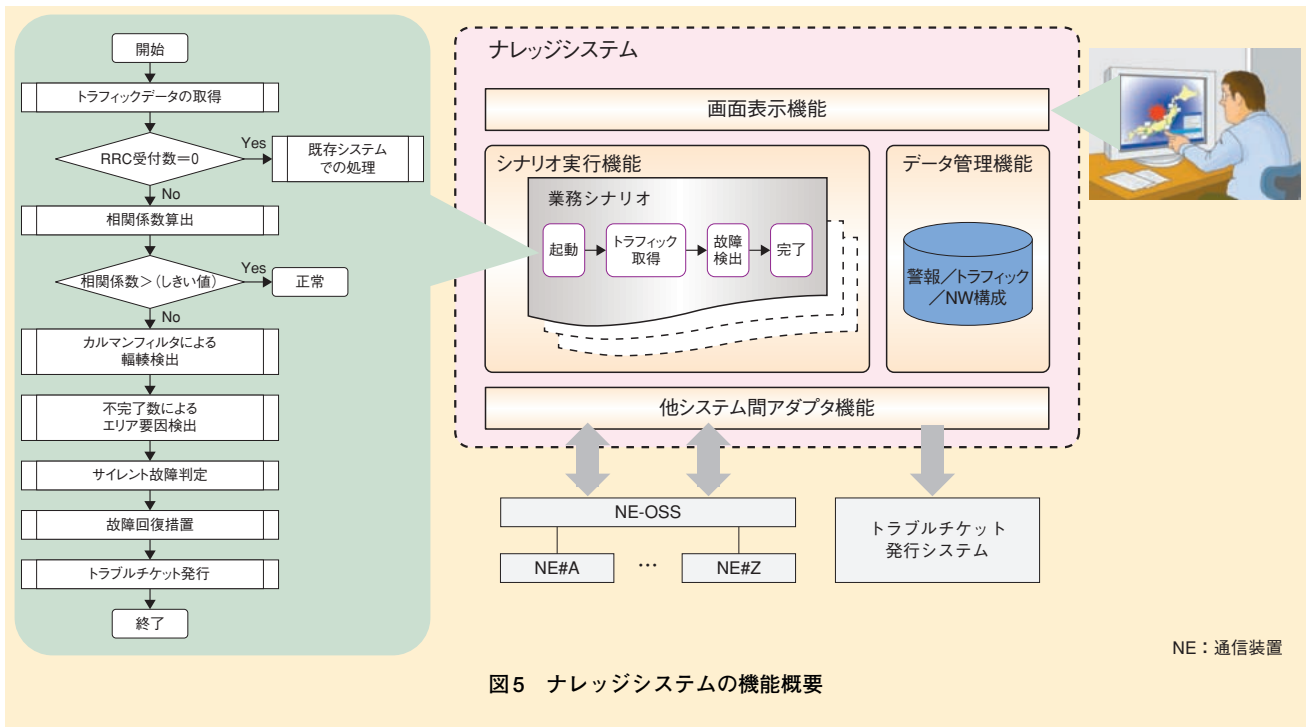 開始
トラフィックデータの取得
RRC受付数=0
Yes
既存システム
での処理
No
相関係数算出
相関係数>(しきい値)
Yes
正常
No
カルマンフィルタによる
輻輳検出
不完了数による
エリア要因検出
サイレント故障判定
故障回復措置
トラブルチケット発行
終了
ナレッジシステム
画面表示機能
シナリオ実行機能
業務シナリオ
起動
トラフィック
取得
故障
検出
完了
データ管理機能
警報/トラフィック
/NW構成
他システム間アダプタ機能
NE-OSS
NE#A
…
NE#Z
トラブルチケット
発行システム
NE:通信装置
図5 ナレッジシステムの機能概要